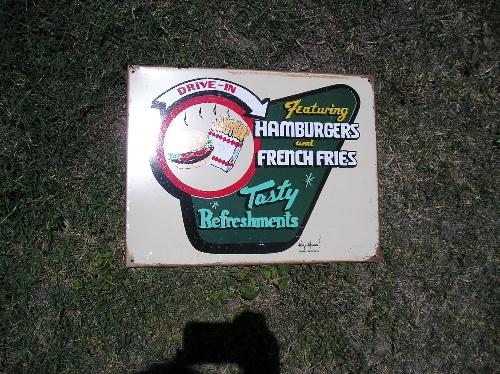 DRIVE-IN
Featuring
HAMBURGERS
and
FRENCH FRIES
Tasty
Refreshments